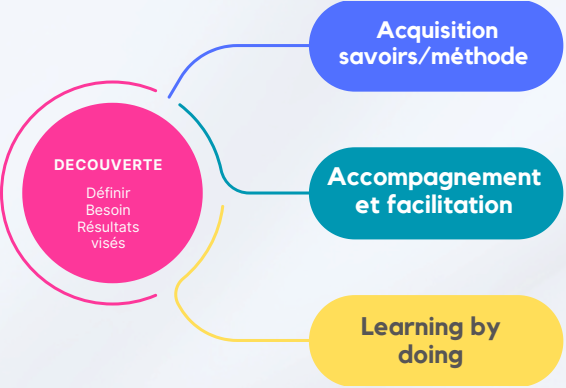 Acquisition
savoirs/méthode
DECOUVERTE
Définir
Besoin
Résultats
visés
Accompagnement
et facilitation
Learning by
doing